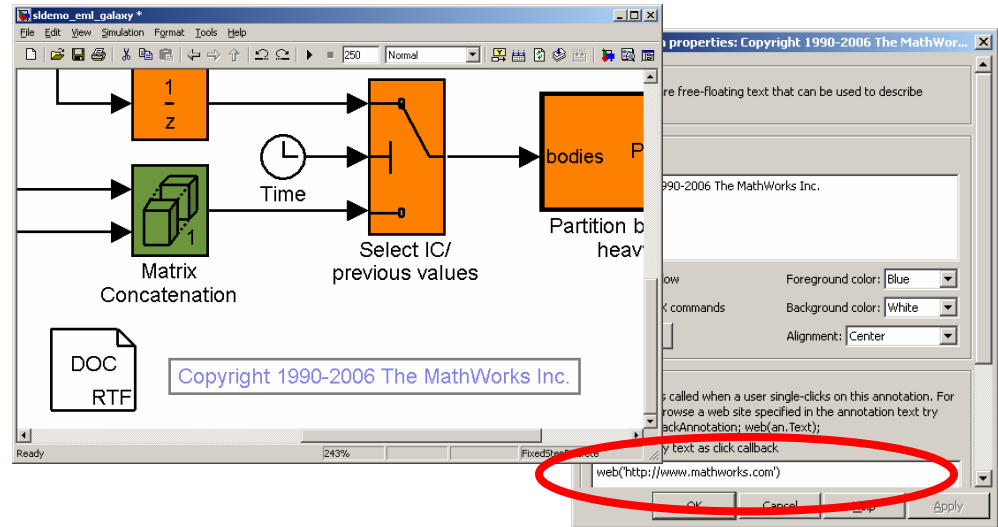 sldemo_eml_galaxy *
File Edit View Simulation Format Tools Help
250 Normal
1
z
Time
bodies P
Partition b
heav
Select IC/
previous values
1
Matrix
Concatenation
DOC
RTF
Copyright 1990-2006 The MathWorks Inc.
Ready 243% FixedStepDiscrete
n properties: Copyright 1990-2006 The MathWor...
re free-floating text that can be used to describe
990-2006 The MathWorks Inc.
ow Foreground color: Blue
X commands Background color: White
Alignment: Center
s called when a user single-clicks on this annotation. For
rowse a web site specified in the annotation text try
ackAnnotation; web(an.Text);
y text as click callback
web('http://www.mathworks.com')
OK Cancel Help Apply